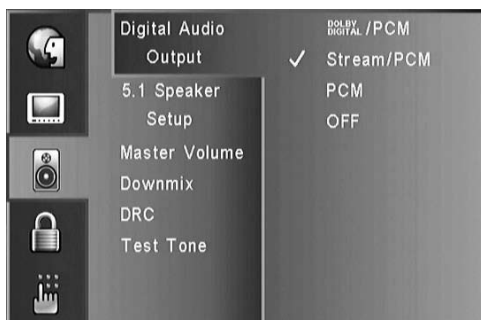 Digital Audio
Output
5.1 Speaker
Setup
Master Volume
Downmix
DRC
Test Tone
DOLBY
DIGITAL /PCM
✓ Stream/PCM
PCM
OFF